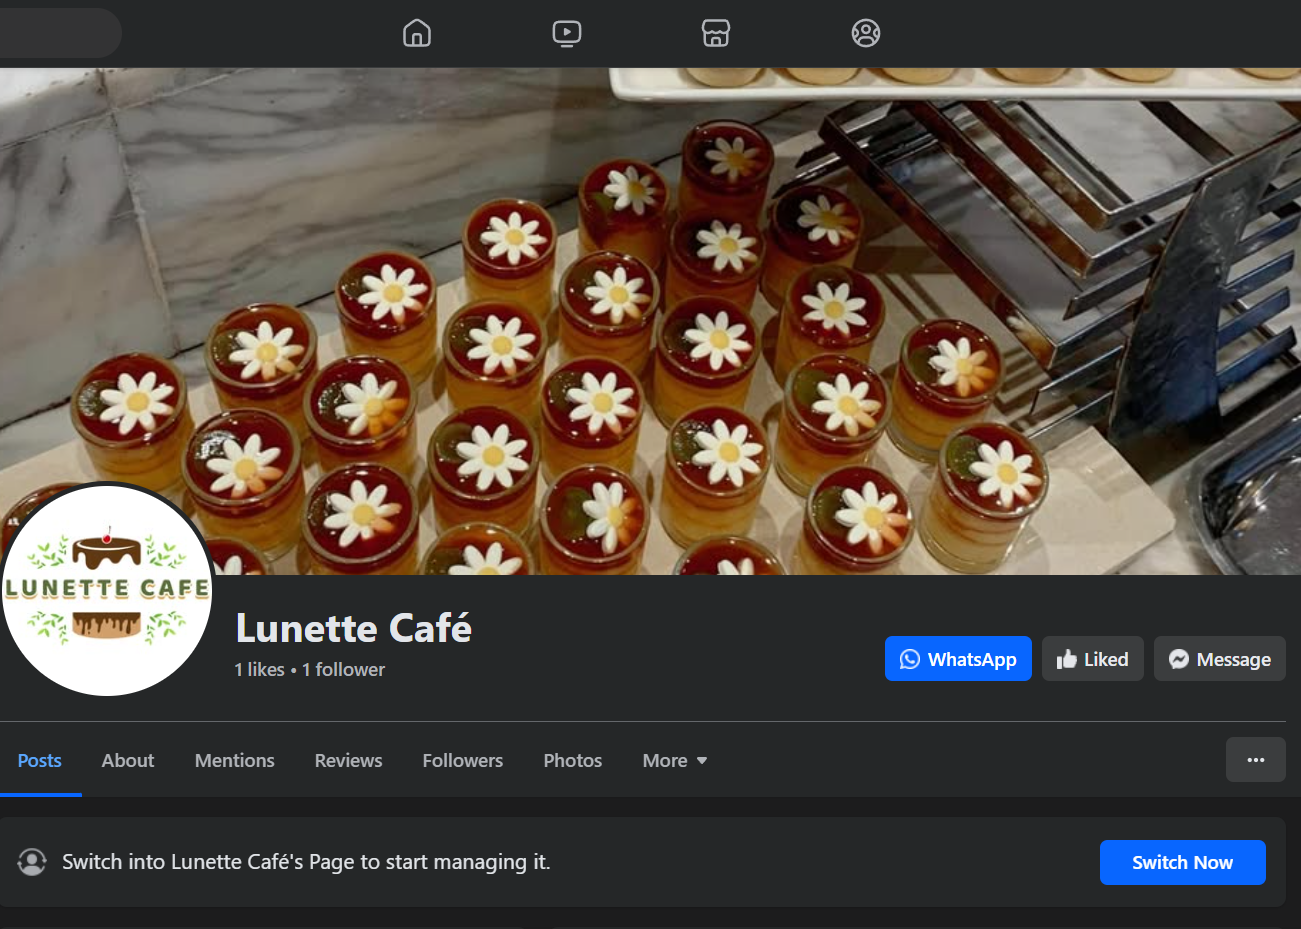 LUNETTE CAFE
Lunette Café
1 likes • 1 follower
WhatsApp
Liked
Message
Posts
About
Mentions
Reviews
Followers
Photos
More
Switch into Lunette Café's Page to start managing it.
Switch Now